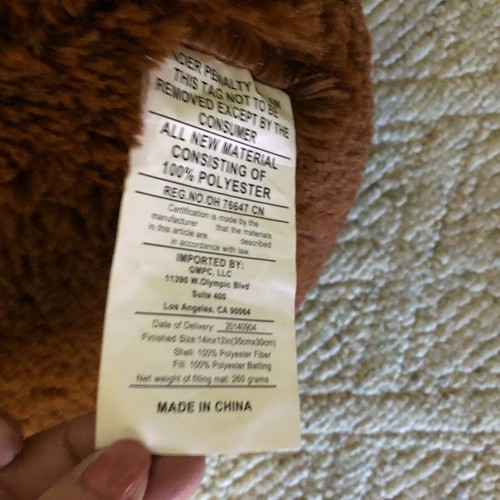 UNDER PENALTY
THIS TAG NOT TO BE
REMOVED EXCEPT BY THE
CONSUMER
ALL NEW MATERIAL
CONSISTING OF
100% POLYESTER
REG.NO.OH 76647 CN
Certification is made by the
manufacturer that the materials
in this article are described
in accordance with law.
IMPORTED BY:
GMPC, LLC
11390 W.Olympic Blvd
Suite 400
Los Angeles, CA 90064
Date of Delivery: 20140904
Finished Size:14inx12in(35cmx30cm)
Shell: 100% Polyester Fiber
Fill: 100% Polyester Batting
Net weight of filling mat: 260 grams
MADE IN CHINA